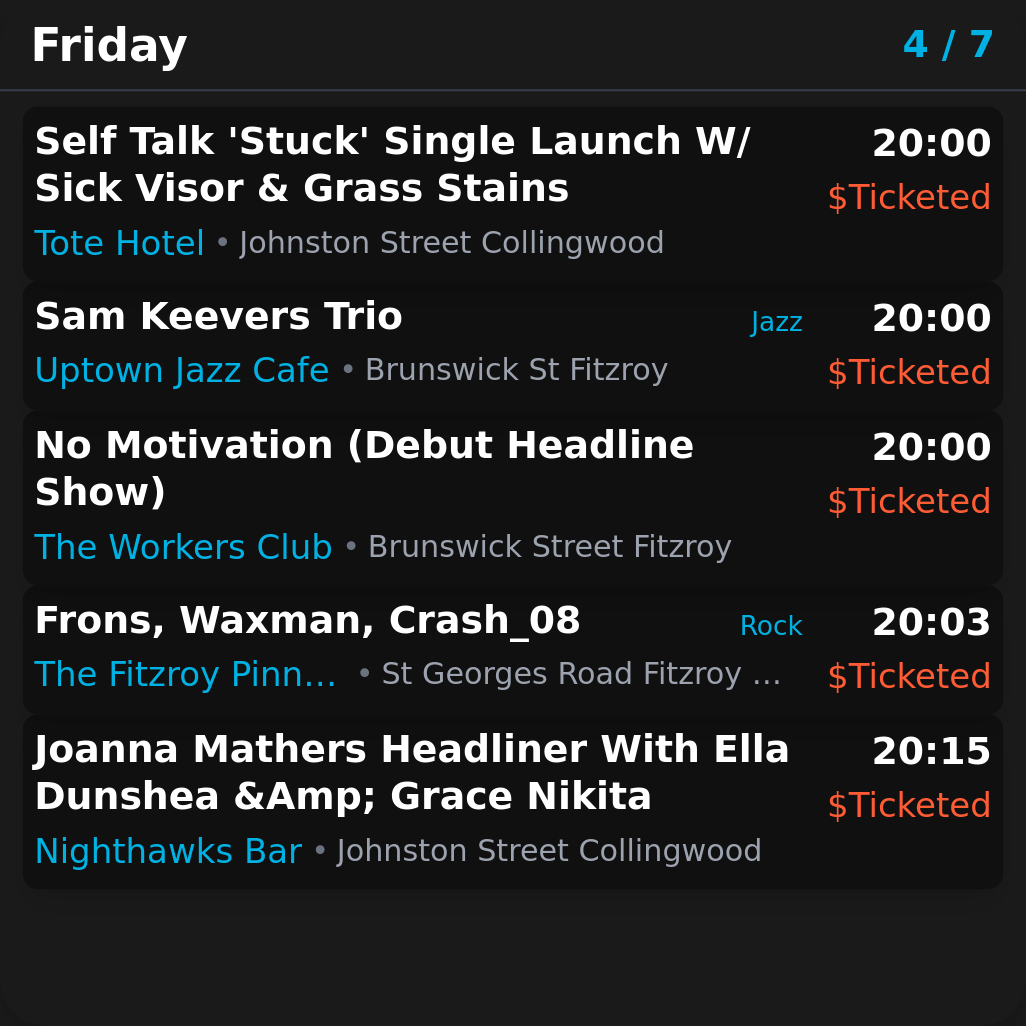 Friday
4 / 7
Self Talk 'Stuck' Single Launch W/
Sick Visor & Grass Stains
20:00
$Ticketed
Tote Hotel • Johnston Street Collingwood
Sam Keevers Trio
Jazz
20:00
Uptown Jazz Cafe • Brunswick St Fitzroy
$Ticketed
No Motivation (Debut Headline
Show)
20:00
$Ticketed
The Workers Club • Brunswick Street Fitzroy
Frons, Waxman, Crash_08
Rock
20:03
The Fitzroy Pinn... • St Georges Road Fitzroy ...
$Ticketed
Joanna Mathers Headliner With Ella
Dunshea &Amp; Grace Nikita
20:15
$Ticketed
Nighthawks Bar • Johnston Street Collingwood